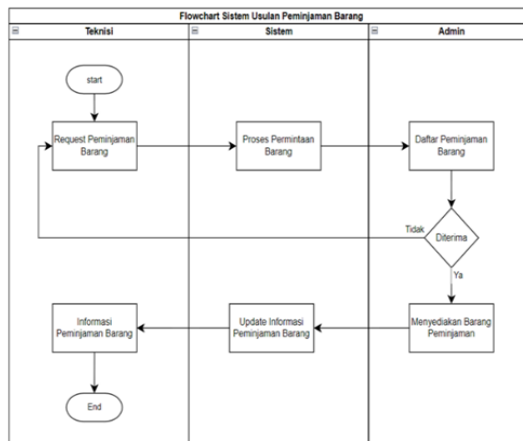 Flowchart Sistem Usulan Peminjaman Barang
Teknisi
Sistem
Admin
start
Request Peminjaman
Barang
Proses Permintaan
Barang
Daftar Peminjaman
Barang
Tidak
Diterima
Ya
Informasi
Peminjaman Barang
Update Informasi
Peminjaman Barang
Menyediakan Barang
Peminjaman
End